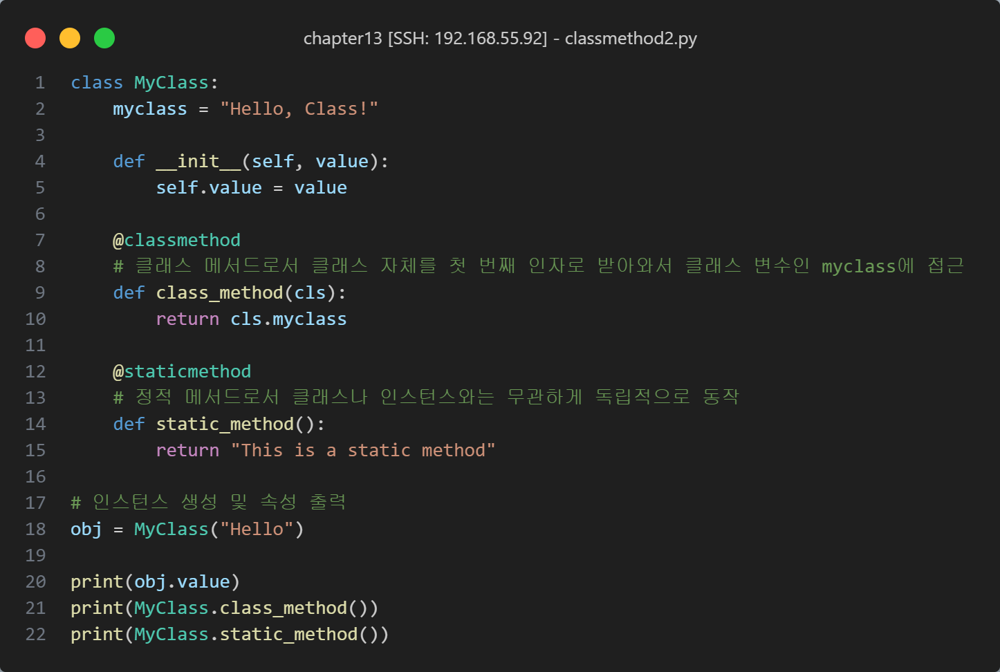 chapter13 [SSH: 192.168.55.92] - classmethod2.py
1 class MyClass:
2     myclass = "Hello, Class!"
3
4     def __init__(self, value):
5         self.value = value
6
7     @classmethod
8     # 클래스 메서드로서 클래스 자체를 첫 번째 인자로 받아와서 클래스 변수인 myclass에 접근
9     def class_method(cls):
10         return cls.myclass
11
12     @staticmethod
13     # 정적 메서드로서 클래스나 인스턴스와는 무관하게 독립적으로 동작
14     def static_method():
15         return "This is a static method"
16
17 # 인스턴스 생성 및 속성 출력
18 obj = MyClass("Hello")
19
20 print(obj.value)
21 print(MyClass.class_method())
22 print(MyClass.static_method())